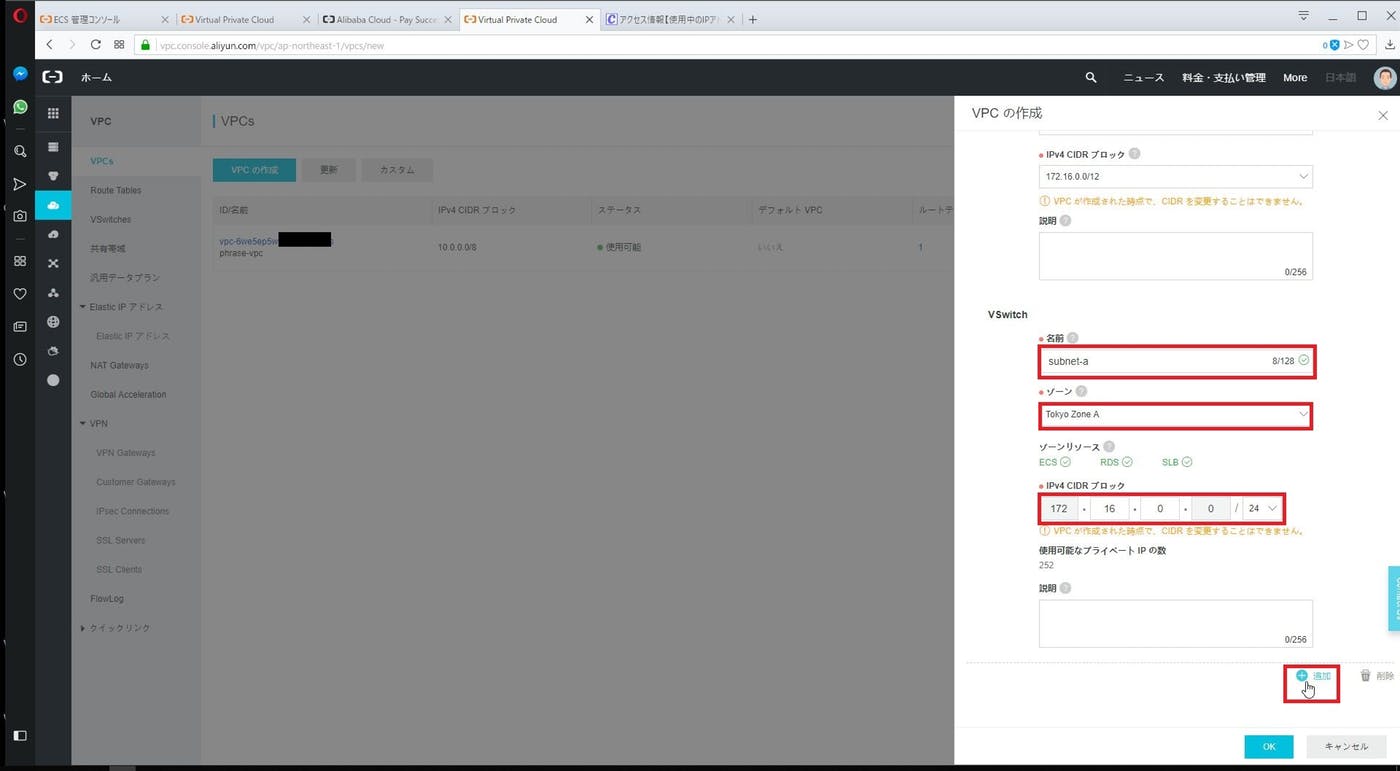 ECS 管理コンソール
Virtual Private Cloud
Alibaba Cloud - Pay Succe
Virtual Private Cloud
アクセス情報【使用中のIPア
vpc.console.aliyun.com/vpc/ap-northeast-1/vpcs/new
0
ホーム
ニュース
料金・支払い管理
More
日本語
VPC
VPCs
Route Tables
VSwitches
共有帯域
汎用データプラン
Elastic IP アドレス
Elastic IP アドレス
NAT Gateways
Global Acceleration
VPN
VPN Gateways
Customer Gateways
IPsec Connections
SSL Servers
SSL Clients
FlowLog
クイックリンク
VPCs
VPC の作成
更新
カスタム
ID/名前
IPv4 CIDR ブロック
ステータス
デフォルト VPC
ルートテ
vpc-6we5ep5w
phrase-vpc
10.0.0.0/8
使用可能
いいえ
1
VPC の作成
IPv4 CIDR ブロック
172.16.0.0/12
VPC が作成された時点で、CIDR を変更することはできません。
説明
0/256
VSwitch
名前
subnet-a
8/128
ゾーン
Tokyo Zone A
ゾーンリソース
ECS
RDS
SLB
IPv4 CIDR ブロック
172 . 16 . 0 . 0 / 24
VPC が作成された時点で、CIDR を変更することはできません。
使用可能なプライベート IP の数
252
説明
0/256
追加
削除
OK
キャンセル